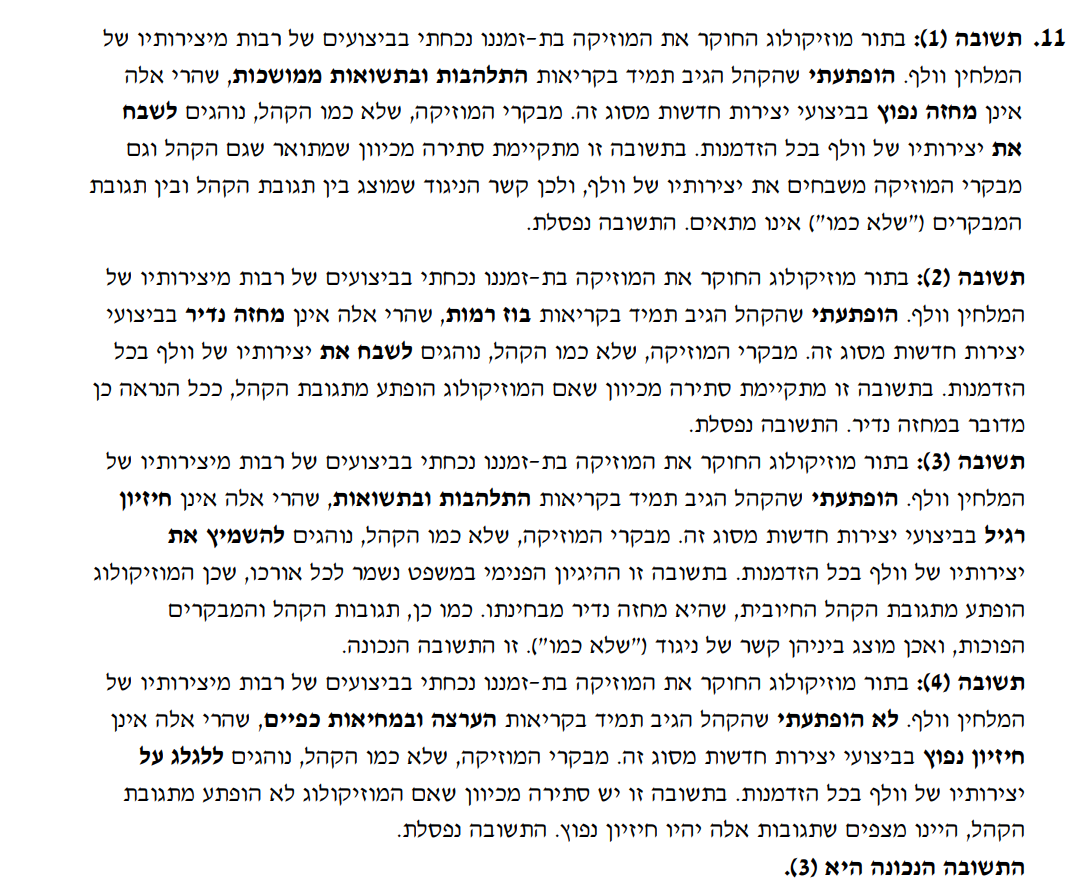 11. תשובה (1): בתור מוזיקולוג החוקר את המוזיקה בת-זמננו נכחתי בביצועים של רבות מיצירותיו של
המלחין וולף. הופתעתי שהקהל הגיב תמיד בקריאות התלהבות ובתשואות ממושכות, שהרי אלה
אינן מחזה נפוץ בביצועי יצירות חדשות מסוג זה. מבקרי המוזיקה, שלא כמו הקהל, נוהגים לשבח
את יצירותיו של וולף בכל הזדמנות. בתשובה זו מתקיימת סתירה מכיוון שמתואר שגם הקהל וגם
מבקרי המוזיקה משבחים את יצירותיו של וולף, ולכן קשר הניגוד שמוצג בין תגובת הקהל ובין תגובת
המבקרים ("שלא כמו") אינו מתאים. התשובה נפסלת.
תשובה (2): בתור מוזיקולוג החוקר את המוזיקה בת-זמננו נכחתי בביצועים של רבות מיצירותיו של
המלחין וולף. הופתעתי שהקהל הגיב תמיד בקריאות בוז רמות, שהרי אלה אינן מחזה נדיר בביצועי
יצירות חדשות מסוג זה. מבקרי המוזיקה, שלא כמו הקהל, נוהגים לשבח את יצירותיו של וולף בכל
הזדמנות. בתשובה זו מתקיימת סתירה מכיוון שאם המוזיקולוג הופתע מתגובת הקהל, ככל הנראה כן
מדובר במחזה נדיר. התשובה נפסלת.
תשובה (3): בתור מוזיקולוג החוקר את המוזיקה בת-זמננו נכחתי בביצועים של רבות מיצירותיו של
המלחין וולף. הופתעתי שהקהל הגיב תמיד בקריאות התלהבות ובתשואות, שהרי אלה אינן חיזיון
רגיל בביצועי יצירות חדשות מסוג זה. מבקרי המוזיקה, שלא כמו הקהל, נוהגים להשמיץ את
יצירותיו של וולף בכל הזדמנות. בתשובה זו ההיגיון הפנימי במשפט נשמר לכל אורכו, שכן המוזיקולוג
הופתע מתגובת הקהל החיובית, שהיא מחזה נדיר מבחינתו. כמו כן, תגובות הקהל והמבקרים
הפוכות, ואכן מוצג ביניהן קשר של ניגוד ("שלא כמו"). זו התשובה הנכונה.
תשובה (4): בתור מוזיקולוג החוקר את המוזיקה בת-זמננו נכחתי בביצועים של רבות מיצירותיו של
המלחין וולף. לא הופתעתי שהקהל הגיב תמיד בקריאות הערצה ובמחיאות כפיים, שהרי אלה אינן
חיזיון נפוץ בביצועי יצירות חדשות מסוג זה. מבקרי המוזיקה, שלא כמו הקהל, נוהגים ללגלג על
יצירותיו של וולף בכל הזדמנות. בתשובה זו יש סתירה מכיוון שאם המוזיקולוג לא הופתע מתגובת
הקהל, היינו מצפים שתגובות אלה יהיו חיזיון נפוץ. התשובה נפסלת.
התשובה הנכונה היא (3).